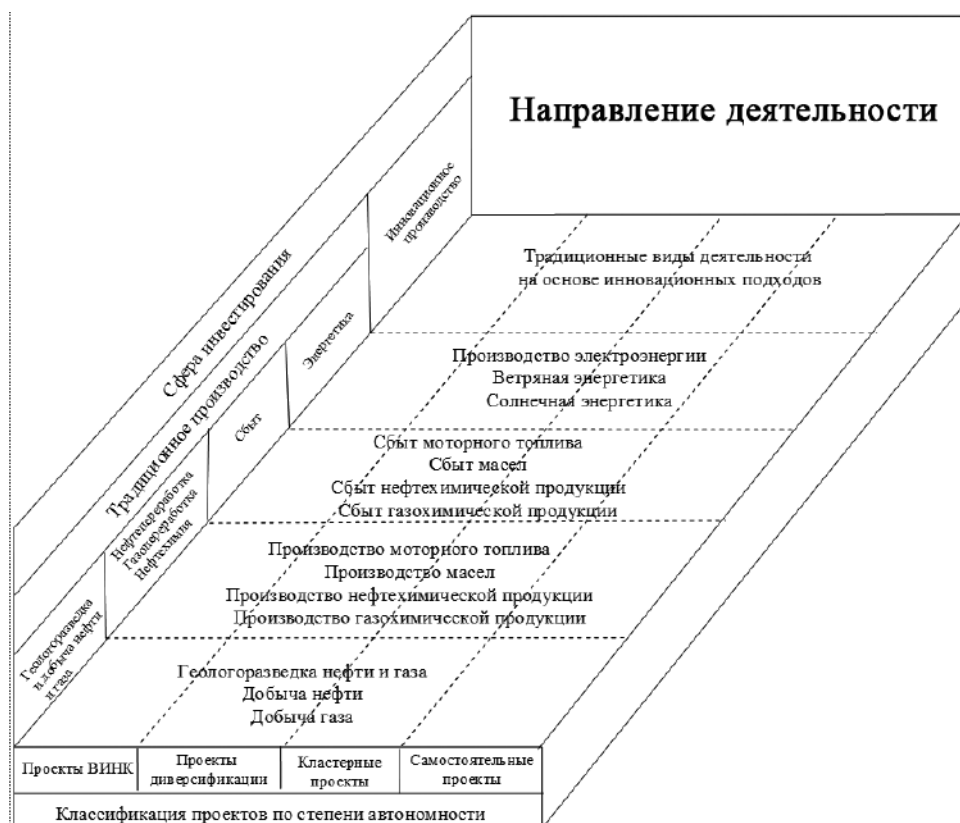 Направление деятельности
Сфера инвестирования
Традиционное производство
Инновационное
производство
Энергетика
Сбыт
Нефтепереработка
Газопереработка
Нефтехимия
Геологоразведка
и добыча нефти
и газа
Традиционные виды деятельности
на основе инновационных подходов
Производство электроэнергии
Ветряная энергетика
Солнечная энергетика
Сбыт моторного топлива
Сбыт масел
Сбыт нефтехимической продукции
Сбыт газохимической продукции
Производство моторного топлива
Производство масел
Производство нефтехимической продукции
Производство газохимической продукции
Геологоразведка нефти и газа
Добыча нефти
Добыча газа
Проекты ВИНК
Проекты
диверсификации
Кластерные
проекты
Самостоятельные
проекты
Классификация проектов по степени автономности